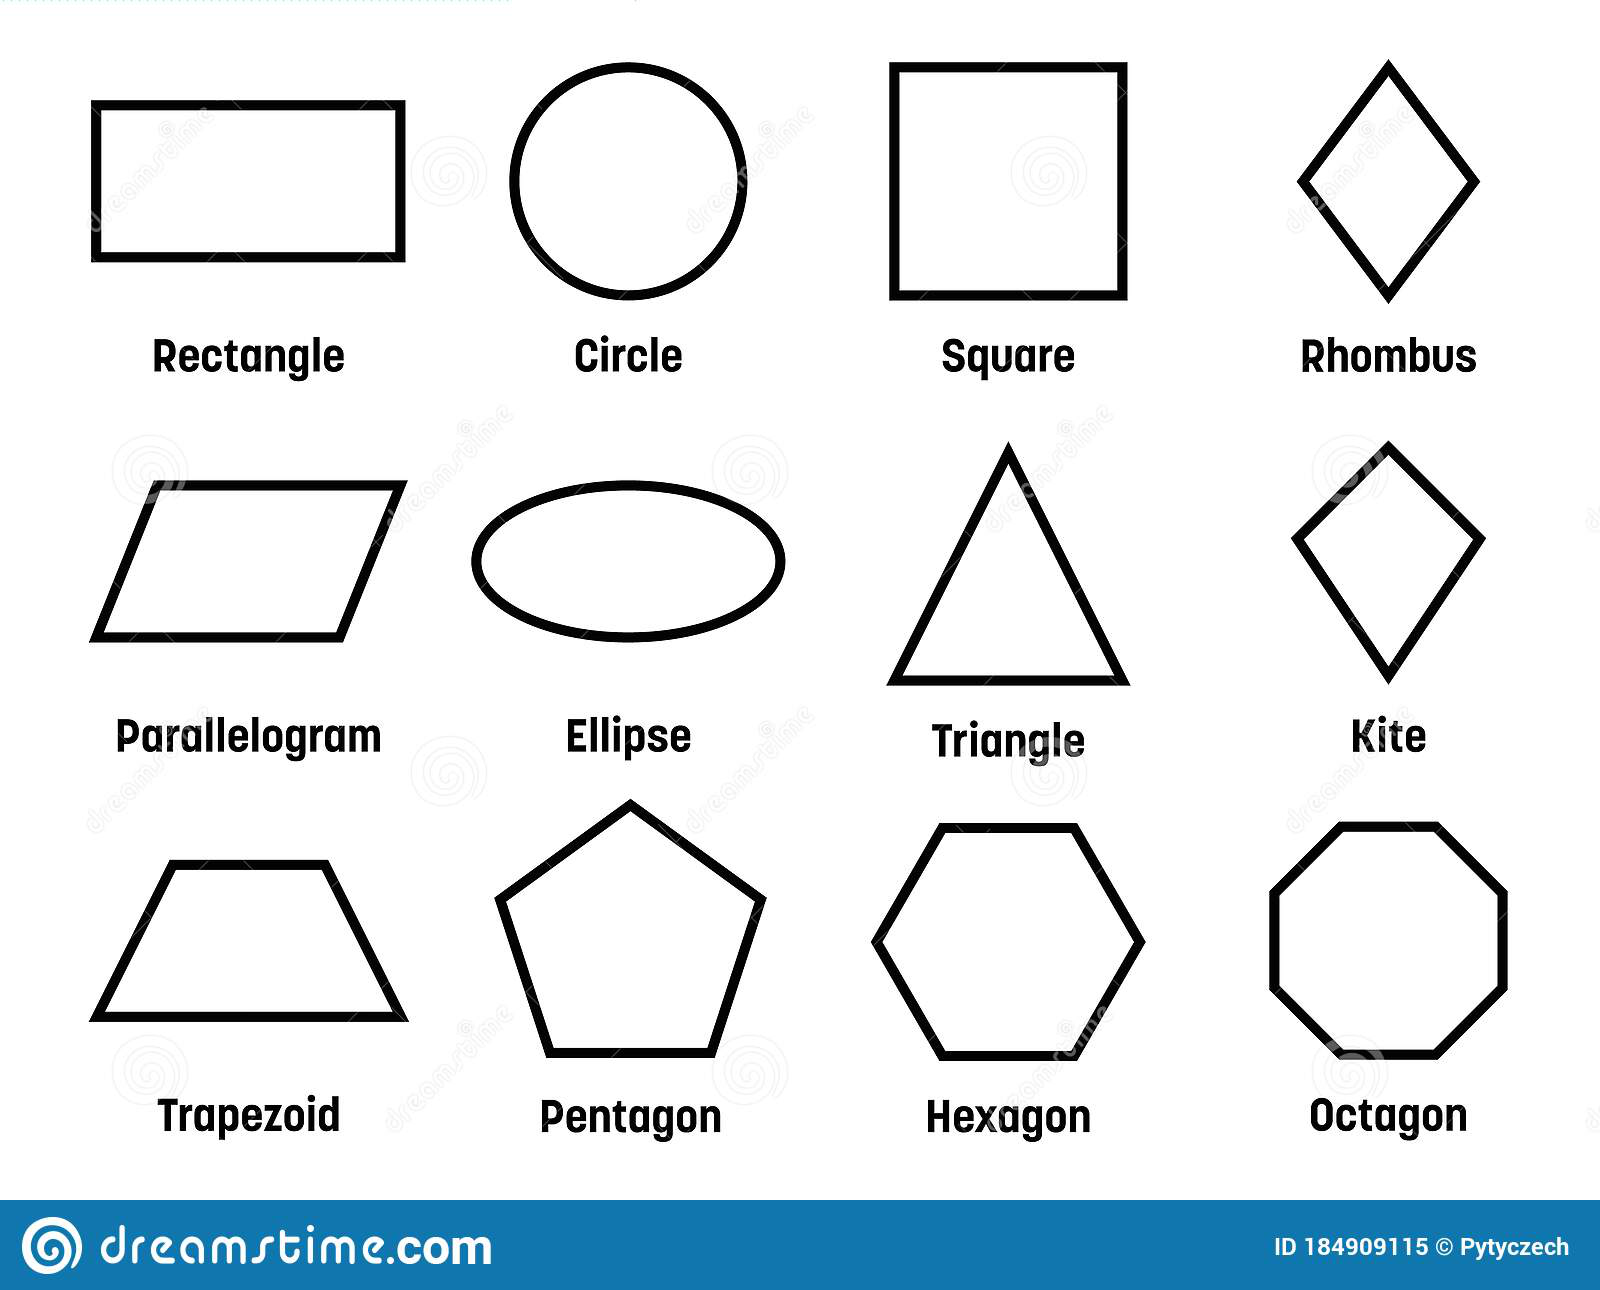 Rectangle
Circle
Square
Rhombus
Parallelogram
Ellipse
Triangle
Kite
Trapezoid
Pentagon
Hexagon
Octagon
dreamstime.com
ID 184909115 © Pytyczech